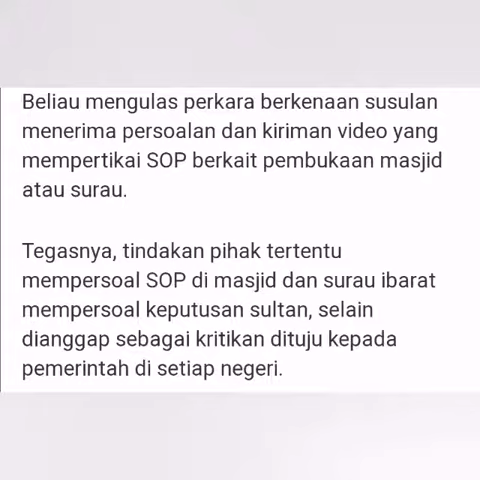 Beliau mengulas perkara berkenaan susulan
menerima persoalan dan kiriman video yang
mempertikai SOP berkait pembukaan masjid
atau surau.
Tegasnya, tindakan pihak tertentu
mempersoal SOP di masjid dan surau ibarat
mempersoal keputusan sultan, selain
dianggap sebagai kritikan dituju kepada
pemerintah di setiap negeri.